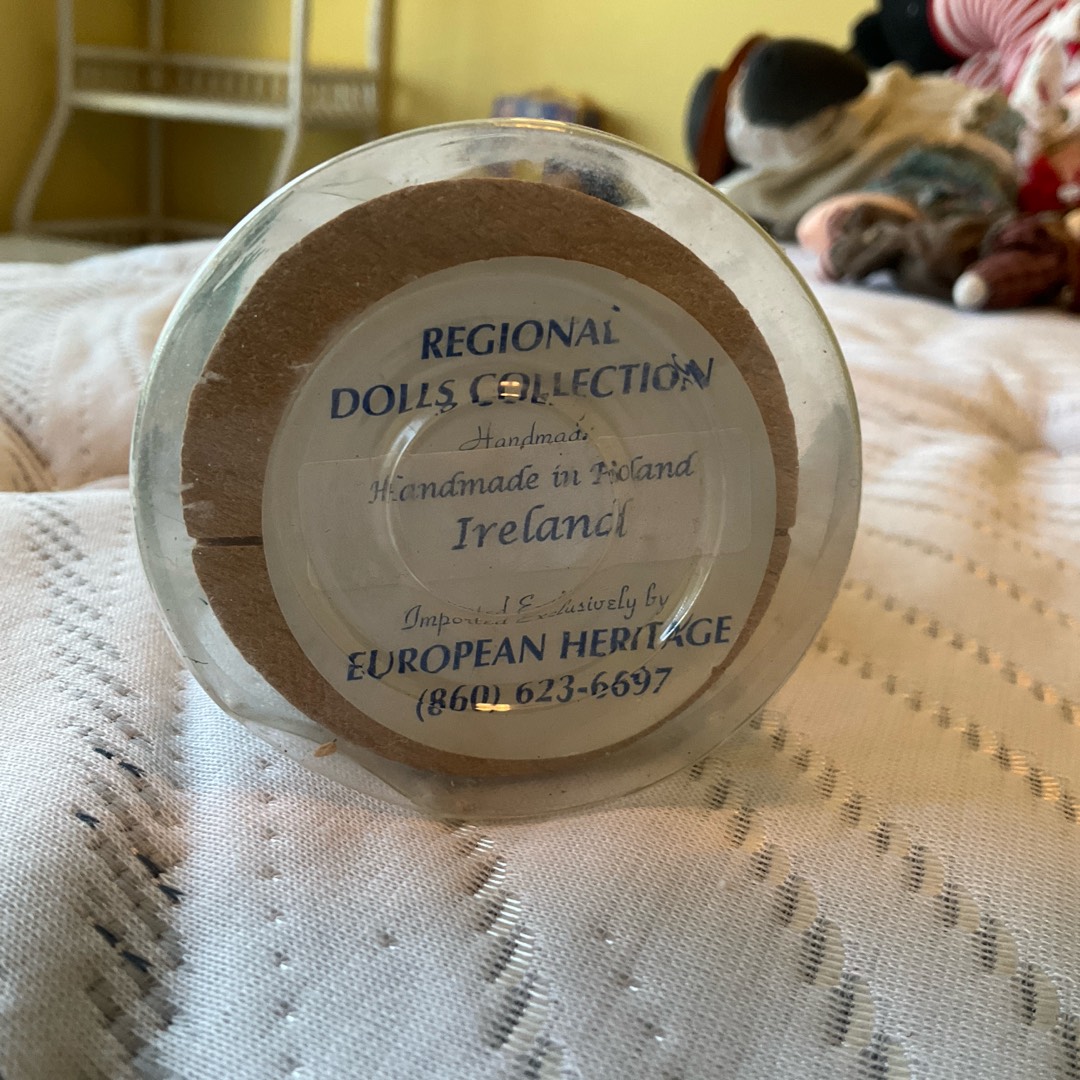 REGIONAL
DOLLS COLLECTION
Handmade
Handmade in Poland
Ireland
Imported Exclusively by
EUROPEAN HERITAGE
(860) 623-6697